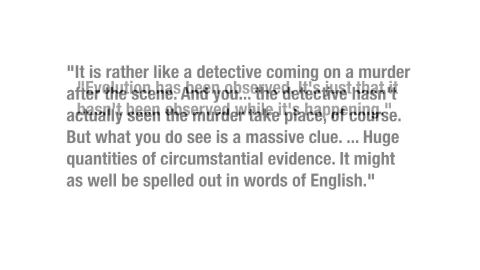 "It is rather like a detective coming on a murder
"Evolution has been observed. It's just that it
after the scene. And you... the detective hasn't
hasn't been observed while it's happening."
actually seen the murder take place, of course.
But what you do see is a massive clue. ... Huge
quantities of circumstantial evidence. It might
as well be spelled out in words of English."